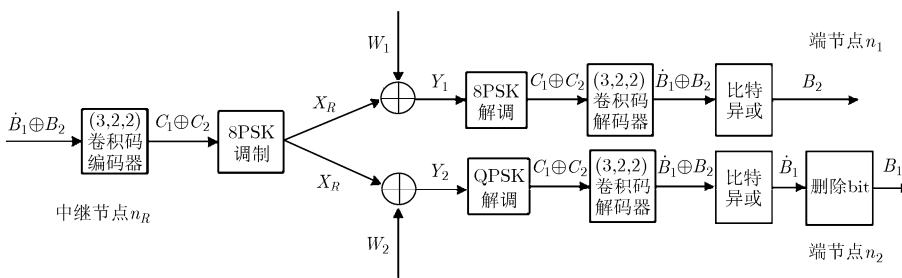 W₁
端节点n₁
Ḃ₁⊕B₂
(3,2,2)
卷积码
编码器
C₁⊕C₂
8PSK
调制
X_R
X_R
Y₁
8PSK
解调
C₁⊕C₂
(3,2,2)
卷积码
解码器
Ḃ₁⊕B₂
比特
异或
B₂
Y₂
QPSK
解调
C₁⊕C₂
(3,2,2)
卷积码
解码器
Ḃ₁⊕B₂
比特
异或
Ḃ₁
删除bit
B₁
中继节点n_R
W₂
端节点n₂